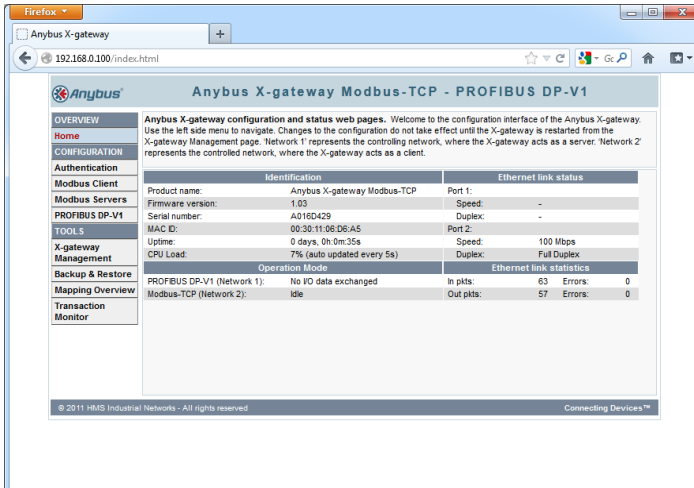 Firefox
Anybus X-gateway
192.168.0.100/index.html
Anybus
Anybus X-gateway Modbus-TCP - PROFIBUS DP-V1
OVERVIEW
Home
CONFIGURATION
Authentication
Modbus Client
Modbus Servers
PROFIBUS DP-V1
TOOLS
X-gateway
Management
Backup & Restore
Mapping Overview
Transaction
Monitor
Anybus X-gateway configuration and status web pages. Welcome to the configuration interface of the Anybus X-gateway.
Use the left side menu to navigate. Changes to the configuration do not take effect until the X-gateway is restarted from the
X-gateway Management page. 'Network 1' represents the controlling network, where the X-gateway acts as a server. 'Network 2'
represents the controlled network, where the X-gateway acts as a client.
Identification Ethernet link status
Product name: Anybus X-gateway Modbus-TCP Port 1:
Firmware version: 1.03 Speed: -
Serial number: A016D429 Duplex: -
MAC ID: 00:30:11:06:D6:A5 Port 2:
Uptime: 0 days, 0h:0m:35s Speed: 100 Mbps
CPU Load: 7% (auto updated every 5s) Duplex: Full Duplex
Operation Mode Ethernet link statistics
PROFIBUS DP-V1 (Network 1): No I/O data exchanged In pkts: 63 Errors: 0
Modbus-TCP (Network 2): Idle Out pkts: 57 Errors: 0
© 2011 HMS Industrial Networks - All rights reserved Connecting Devices™